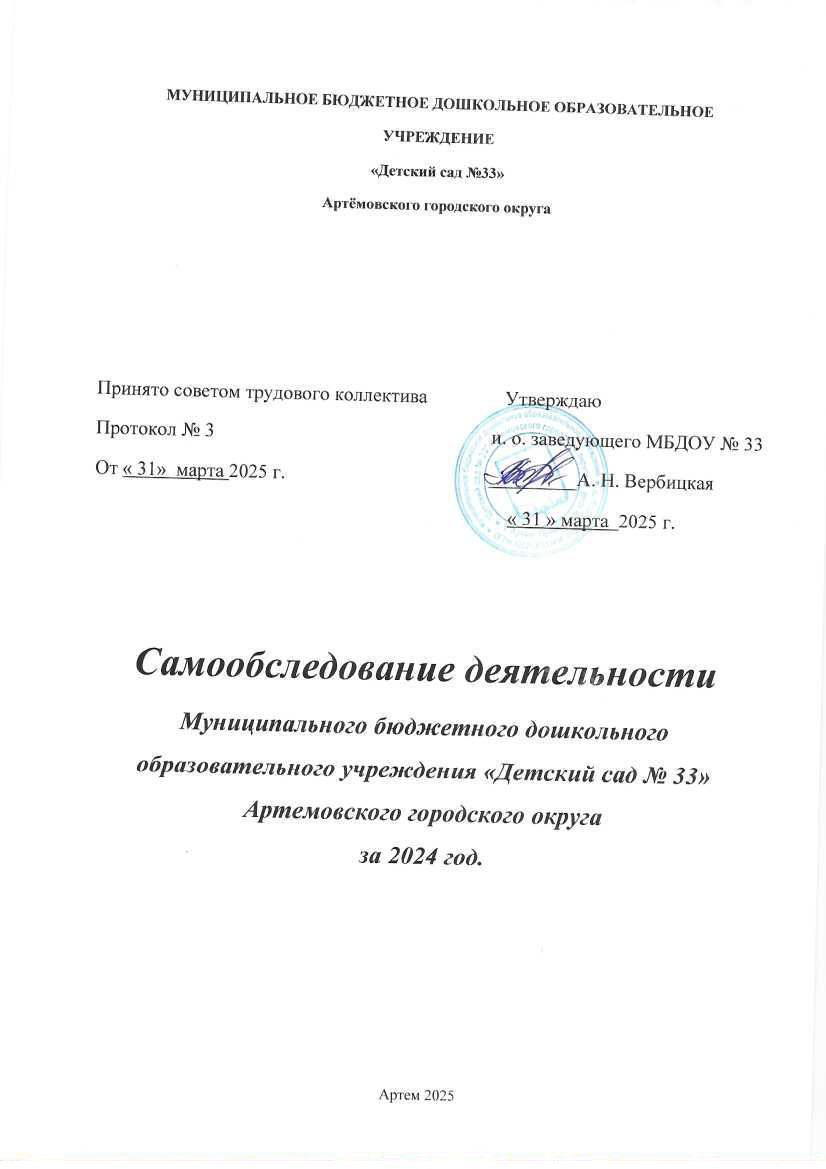 МУНИЦИПАЛЬНОЕ БЮДЖЕТНОЕ ДОШКОЛЬНОЕ ОБРАЗОВАТЕЛЬНОЕ
УЧРЕЖДЕНИЕ
«Детский сад №33»
Артёмовского городского округа
Принято советом трудового коллектива
Протокол № 3
От « 31» марта 2025 г.
Утверждаю
и. о. заведующего МБДОУ № 33
А. Н. Вербицкая
« 31 » марта 2025 г.
Самообследование деятельности
Муниципального бюджетного дошкольного
образовательного учреждения «Детский сад № 33»
Артемовского городского округа
за 2024 год.
Артем 2025